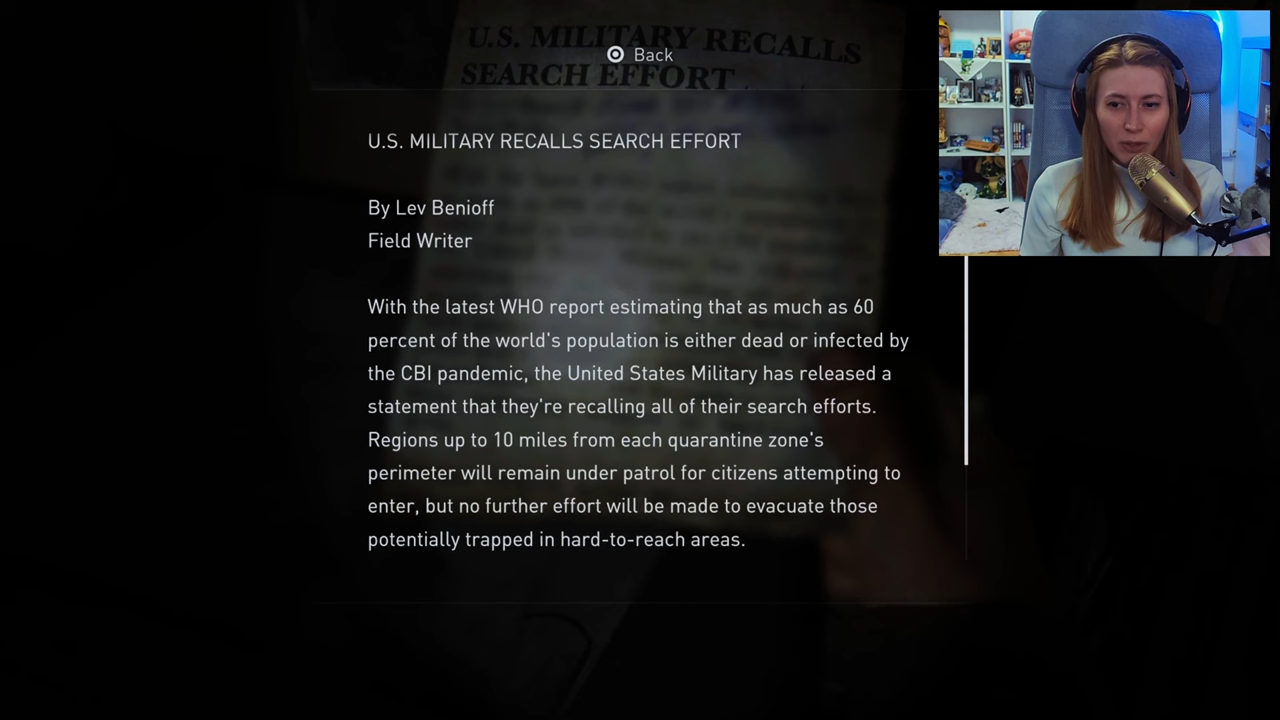 U.S. MILITARY RECALLS
SEARCH EFFORT
Back
U.S. MILITARY RECALLS SEARCH EFFORT
By Lev Benioff
Field Writer
With the latest WHO report estimating that as much as 60
percent of the world's population is either dead or infected by
the CBI pandemic, the United States Military has released a
statement that they're recalling all of their search efforts.
Regions up to 10 miles from each quarantine zone's
perimeter will remain under patrol for citizens attempting to
enter, but no further effort will be made to evacuate those
potentially trapped in hard-to-reach areas.